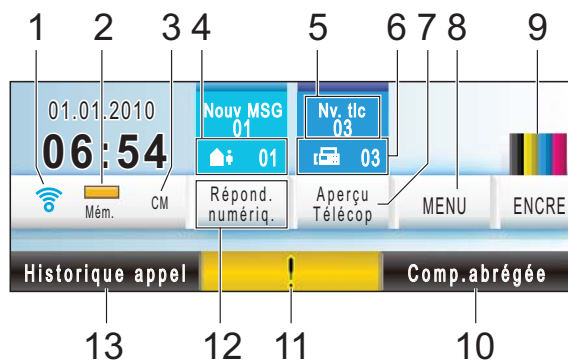 1 2 3 4 5 6 7 8 9
01.01.2010
06:54
Nouv MSG
01
Nv. tlc
03
01
03
Mém.
CM
Répond.
numériq.
Aperçu
Télécop
MENU
ENCRE
Historique appel
!
Comp.abrégée
13 12 11 10